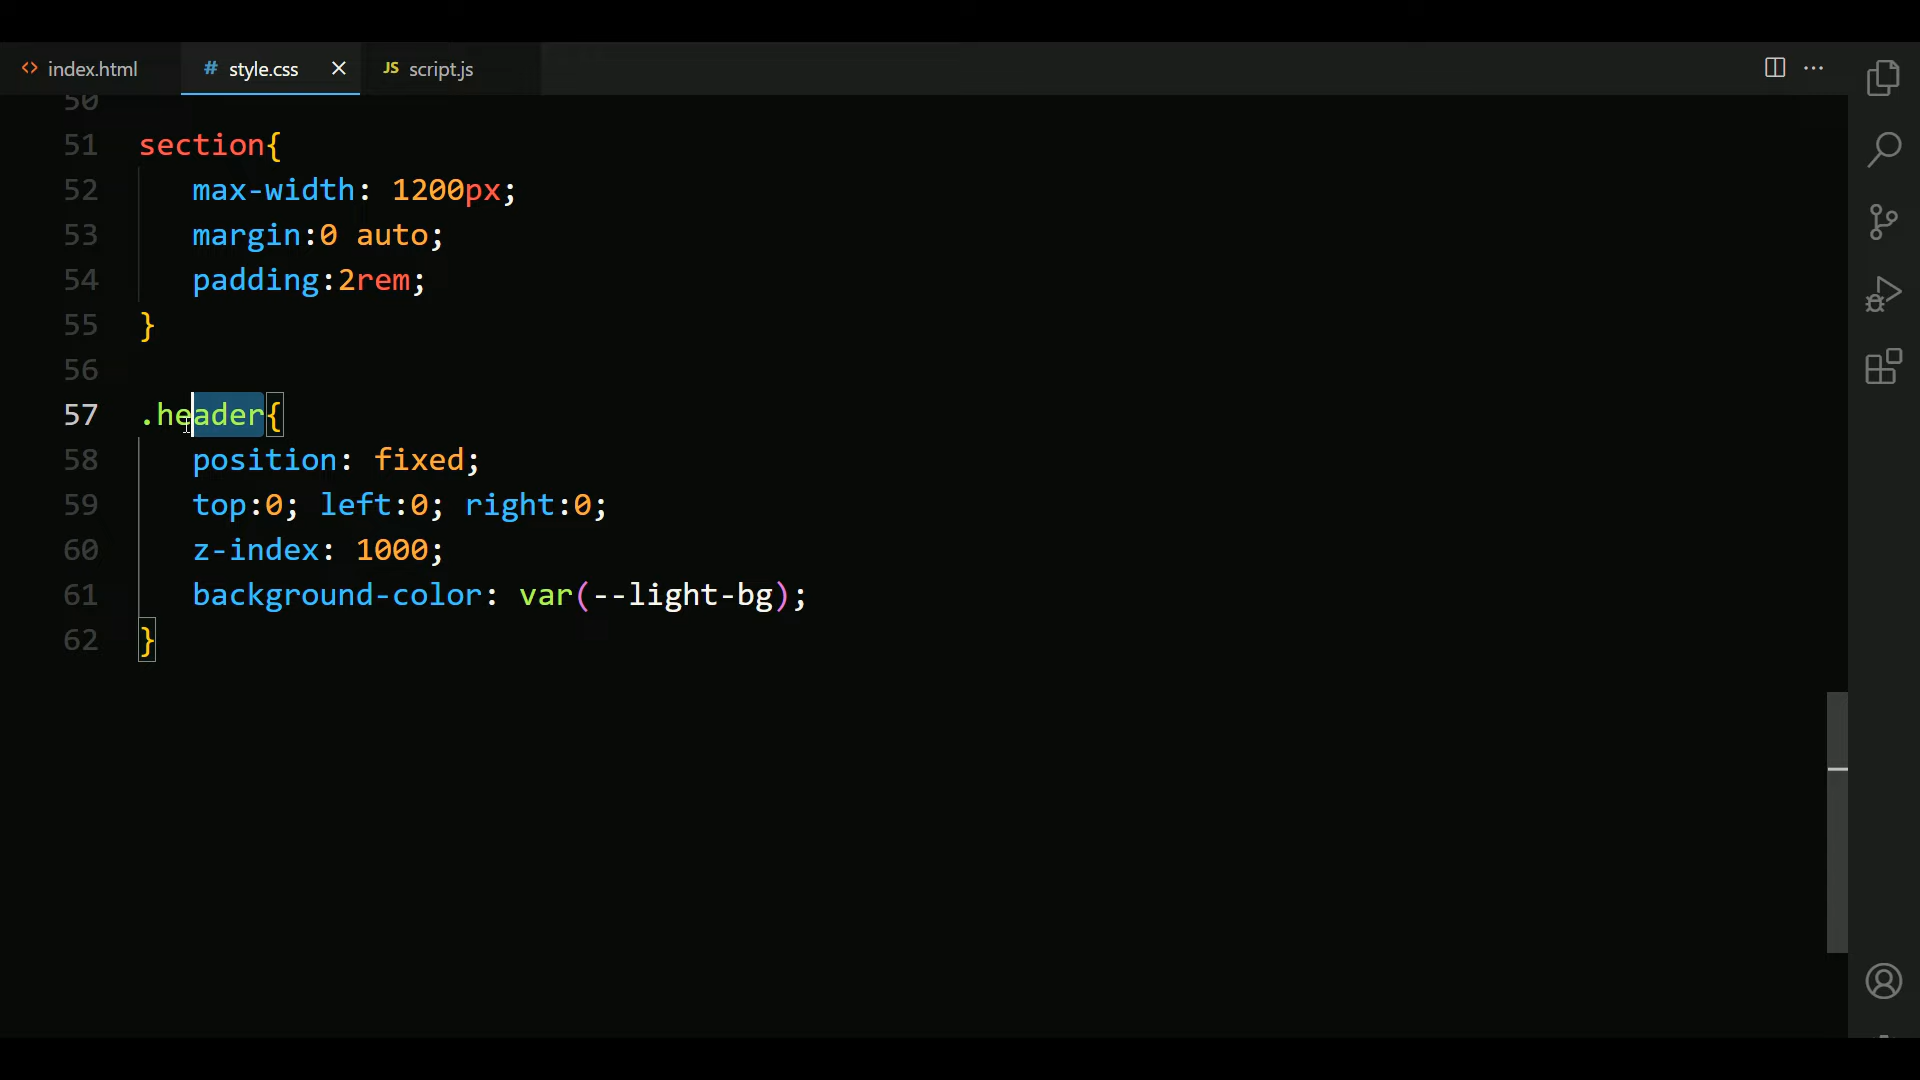 index.html
# style.css
JS script.js
50
51 section{
52 max-width: 1200px;
53 margin:0 auto;
54 padding:2rem;
55 }
56
57 .header{
58 position: fixed;
59 top:0; left:0; right:0;
60 z-index: 1000;
61 background-color: var(--light-bg);
62 }